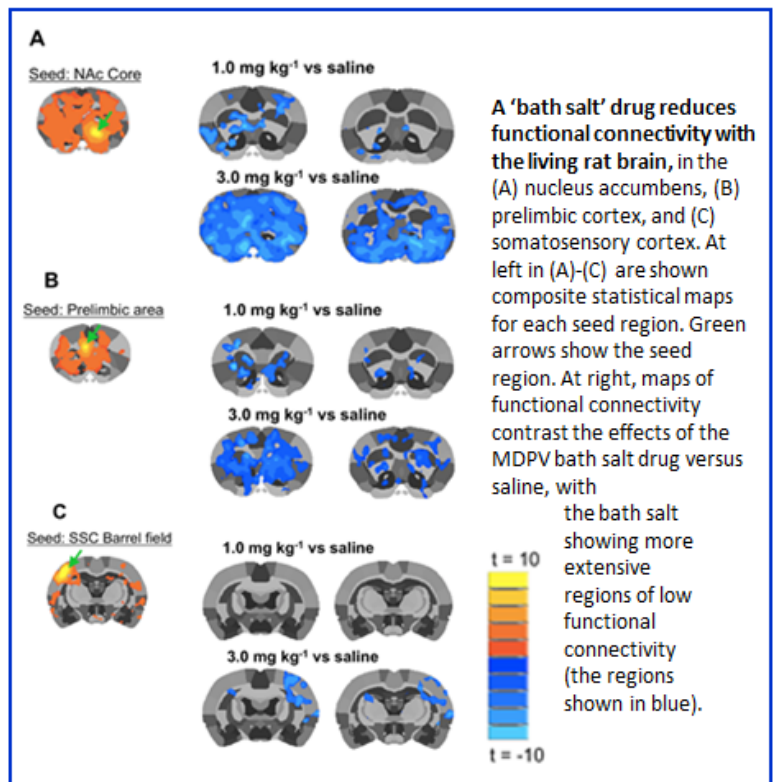 A
Seed: NAc Core
1.0 mg kg⁻¹ vs saline
3.0 mg kg⁻¹ vs saline
B
Seed: Prelimbic area
1.0 mg kg⁻¹ vs saline
3.0 mg kg⁻¹ vs saline
C
Seed: SSC Barrel field
1.0 mg kg⁻¹ vs saline
3.0 mg kg⁻¹ vs saline
A ‘bath salt’ drug reduces
functional connectivity with
the living rat brain, in the
(A) nucleus accumbens, (B)
prelimbic cortex, and (C)
somatosensory cortex. At
left in (A)-(C) are shown
composite statistical maps
for each seed region. Green
arrows show the seed
region. At right, maps of
functional connectivity
contrast the effects of the
MDPV bath salt drug versus
saline, with
the bath salt
showing more
extensive
regions of low
functional
connectivity
(the regions
shown in blue).
t = 10
t = -10